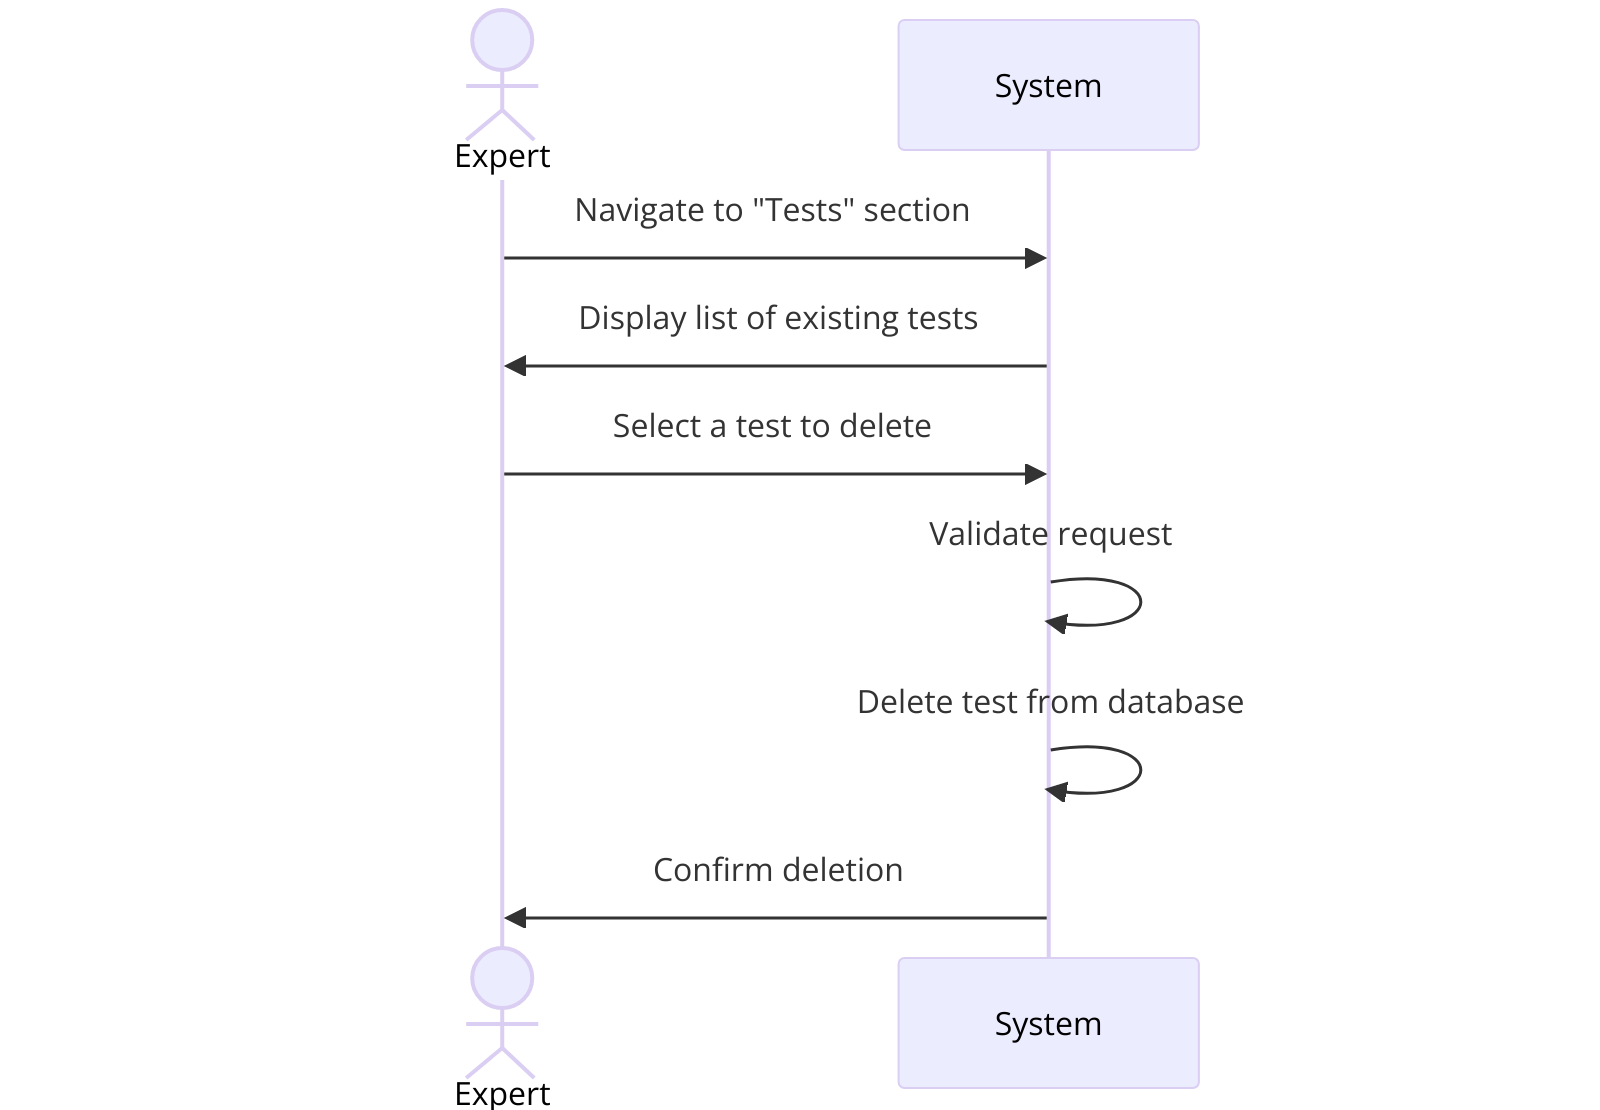 System
Expert
Navigate to "Tests" section
Display list of existing tests
Select a test to delete
Validate request
Delete test from database
Confirm deletion
System
Expert